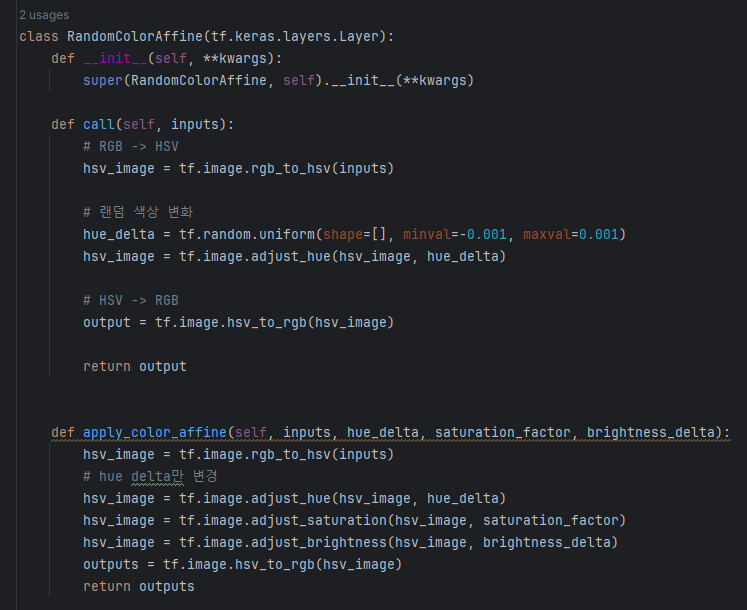 2 usages
class RandomColorAffine(tf.keras.layers.Layer):
    def __init__(self, **kwargs):
        super(RandomColorAffine, self).__init__(**kwargs)
    def call(self, inputs):
        # RGB -> HSV
        hsv_image = tf.image.rgb_to_hsv(inputs)
        # 랜덤 색상 변화
        hue_delta = tf.random.uniform(shape=[], minval=-0.001, maxval=0.001)
        hsv_image = tf.image.adjust_hue(hsv_image, hue_delta)
        # HSV -> RGB
        output = tf.image.hsv_to_rgb(hsv_image)
        return output
    def apply_color_affine(self, inputs, hue_delta, saturation_factor, brightness_delta):
        hsv_image = tf.image.rgb_to_hsv(inputs)
        # hue delta만 변경
        hsv_image = tf.image.adjust_hue(hsv_image, hue_delta)
        hsv_image = tf.image.adjust_saturation(hsv_image, saturation_factor)
        hsv_image = tf.image.adjust_brightness(hsv_image, brightness_delta)
        outputs = tf.image.hsv_to_rgb(hsv_image)
        return outputs